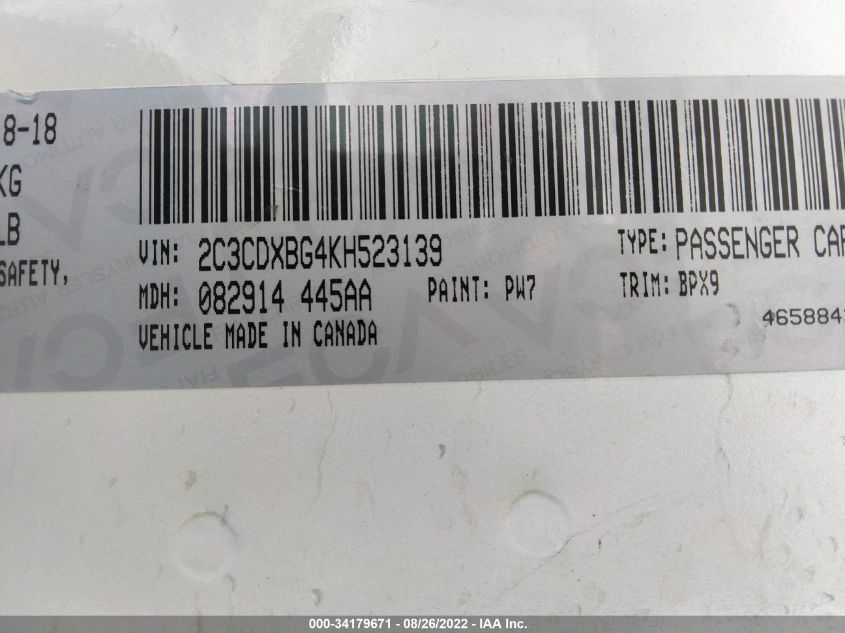 8-18
KG
LB
SAFETY,
VIN: 2C3CDXBG4KH523139 TYPE: PASSENGER CAR
MDH: 082914 445AA PAINT: PW7 TRIM: BPX9
VEHICLE MADE IN CANADA
465884
000-34179671 - 08/26/2022 - IAA Inc.